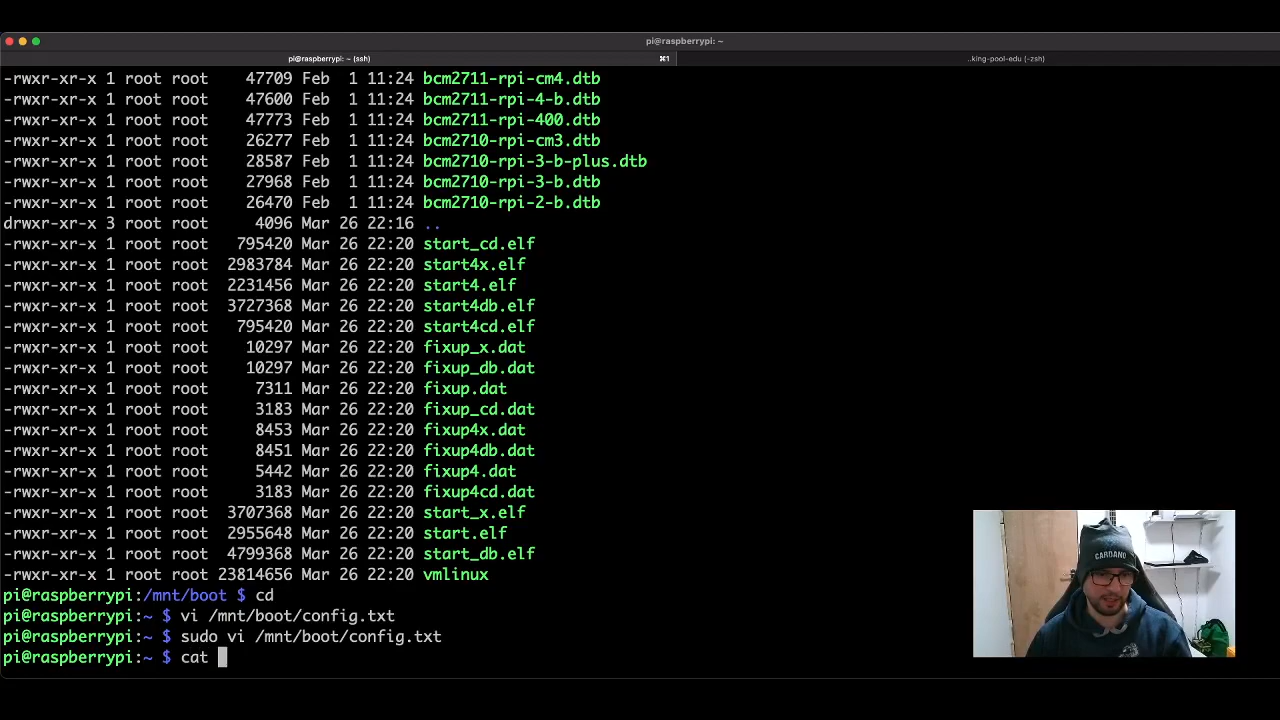 pi@raspberrypi: ~
pi@raspberrypi: ~ (ssh) ⌘1 ..king-pool-edu (-zsh)
-rwxr-xr-x 1 root root 47709 Feb 1 11:24 bcm2711-rpi-cm4.dtb
-rwxr-xr-x 1 root root 47600 Feb 1 11:24 bcm2711-rpi-4-b.dtb
-rwxr-xr-x 1 root root 47773 Feb 1 11:24 bcm2711-rpi-400.dtb
-rwxr-xr-x 1 root root 26277 Feb 1 11:24 bcm2710-rpi-cm3.dtb
-rwxr-xr-x 1 root root 28587 Feb 1 11:24 bcm2710-rpi-3-b-plus.dtb
-rwxr-xr-x 1 root root 27968 Feb 1 11:24 bcm2710-rpi-3-b.dtb
-rwxr-xr-x 1 root root 26470 Feb 1 11:24 bcm2710-rpi-2-b.dtb
drwxr-xr-x 3 root root 4096 Mar 26 22:16 ..
-rwxr-xr-x 1 root root 795420 Mar 26 22:20 start_cd.elf
-rwxr-xr-x 1 root root 2983784 Mar 26 22:20 start4x.elf
-rwxr-xr-x 1 root root 2231456 Mar 26 22:20 start4.elf
-rwxr-xr-x 1 root root 3727368 Mar 26 22:20 start4db.elf
-rwxr-xr-x 1 root root 795420 Mar 26 22:20 start4cd.elf
-rwxr-xr-x 1 root root 10297 Mar 26 22:20 fixup_x.dat
-rwxr-xr-x 1 root root 10297 Mar 26 22:20 fixup_db.dat
-rwxr-xr-x 1 root root 7311 Mar 26 22:20 fixup.dat
-rwxr-xr-x 1 root root 3183 Mar 26 22:20 fixup_cd.dat
-rwxr-xr-x 1 root root 8453 Mar 26 22:20 fixup4x.dat
-rwxr-xr-x 1 root root 8451 Mar 26 22:20 fixup4db.dat
-rwxr-xr-x 1 root root 5442 Mar 26 22:20 fixup4.dat
-rwxr-xr-x 1 root root 3183 Mar 26 22:20 fixup4cd.dat
-rwxr-xr-x 1 root root 3707368 Mar 26 22:20 start_x.elf
-rwxr-xr-x 1 root root 2955648 Mar 26 22:20 start.elf
-rwxr-xr-x 1 root root 4799368 Mar 26 22:20 start_db.elf
-rwxr-xr-x 1 root root 23814656 Mar 26 22:20 vmlinux
pi@raspberrypi:/mnt/boot $ cd
pi@raspberrypi:~ $ vi /mnt/boot/config.txt
pi@raspberrypi:~ $ sudo vi /mnt/boot/config.txt
pi@raspberrypi:~ $ cat
CARDANO